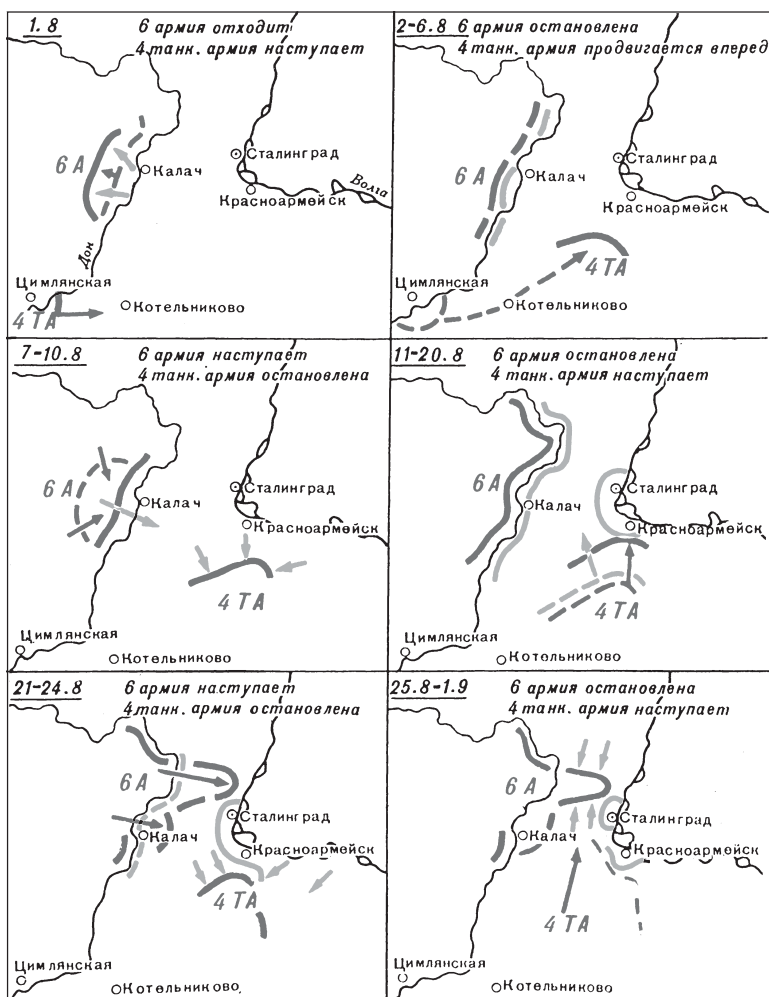 1.8
6 армия отходит
4 танк. армия наступает
6 А
Калач
Сталинград
Волга
Красноармейск
Дон
Цимлянская
4 ТА
Котельниково
2-6.8
6 армия остановлена
4 танк. армия продвигается вперед
Сталинград
6 А
Калач
Красноармейск
4 ТА
Цимлянская
Котельниково
7-10.8
6 армия наступает
4 танк. армия остановлена
6 А
Калач
Сталинград
Красноармейск
4 ТА
Цимлянская
Котельниково
11-20.8
6 армия остановлена
4 танк. армия наступает
6 А
Сталинград
Калач
Красноармейск
4 ТА
Цимлянская
Котельниково
21-24.8
6 армия наступает
4 танк. армия остановлена
6 А
Сталинград
Калач
Красноармейск
4 ТА
Цимлянская
Котельниково
25.8-1.9
6 армия остановлена
4 танк. армия наступает
6 А
Сталинград
Калач
Красноармейск
4 ТА
Цимлянская
Котельниково